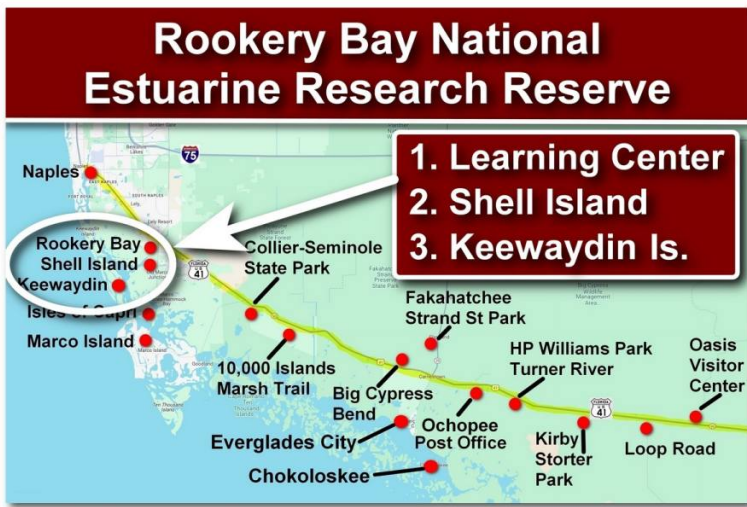 Rookery Bay National
Estuarine Research Reserve
1. Learning Center
2. Shell Island
3. Keewaydin Is.
75
Naples
Rookery Bay
Shell Island
Keewaydin
Isles of Capri
Marco Island
Collier-Seminole
State Park
41
10,000 Islands
Marsh Trail
Fakahatchee
Strand St Park
Big Cypress
Bend
Everglades City
Chokoloskee
Ochopee
Post Office
HP Williams Park
Turner River
Kirby
Storter
Park
41
Loop Road
Oasis
Visitor
Center